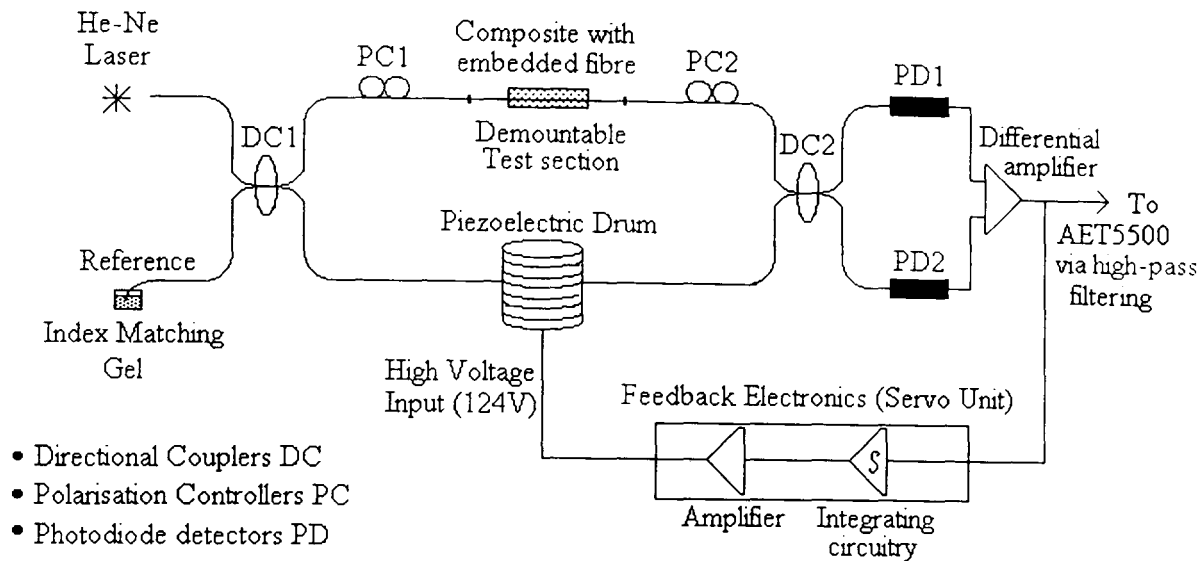 He-Ne
Laser
PC1
Composite with
embedded fibre
PC2
PD1
DC1
Demountable
Test section
DC2
Differential
amplifier
To
AET5500
via high-pass
filtering
Piezoelectric Drum
PD2
Reference
Index Matching
Gel
High Voltage
Input (124V)
Feedback Electronics (Servo Unit)
S
Amplifier
Integrating
circuitry
• Directional Couplers DC
• Polarisation Controllers PC
• Photodiode detectors PD